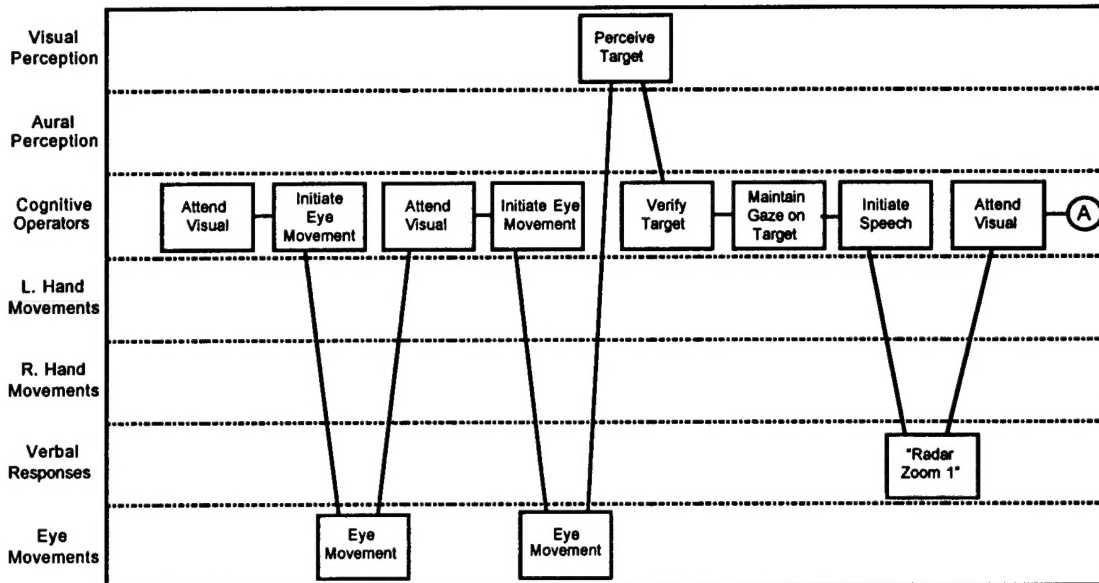 Visual
Perception
Perceive
Target
Aural
Perception
Cognitive
Operators
Attend
Visual
Initiate
Eye
Movement
Attend
Visual
Initiate Eye
Movement
Verify
Target
Maintain
Gaze on
Target
Initiate
Speech
Attend
Visual
A
L. Hand
Movements
R. Hand
Movements
Verbal
Responses
"Radar
Zoom 1"
Eye
Movements
Eye
Movement
Eye
Movement